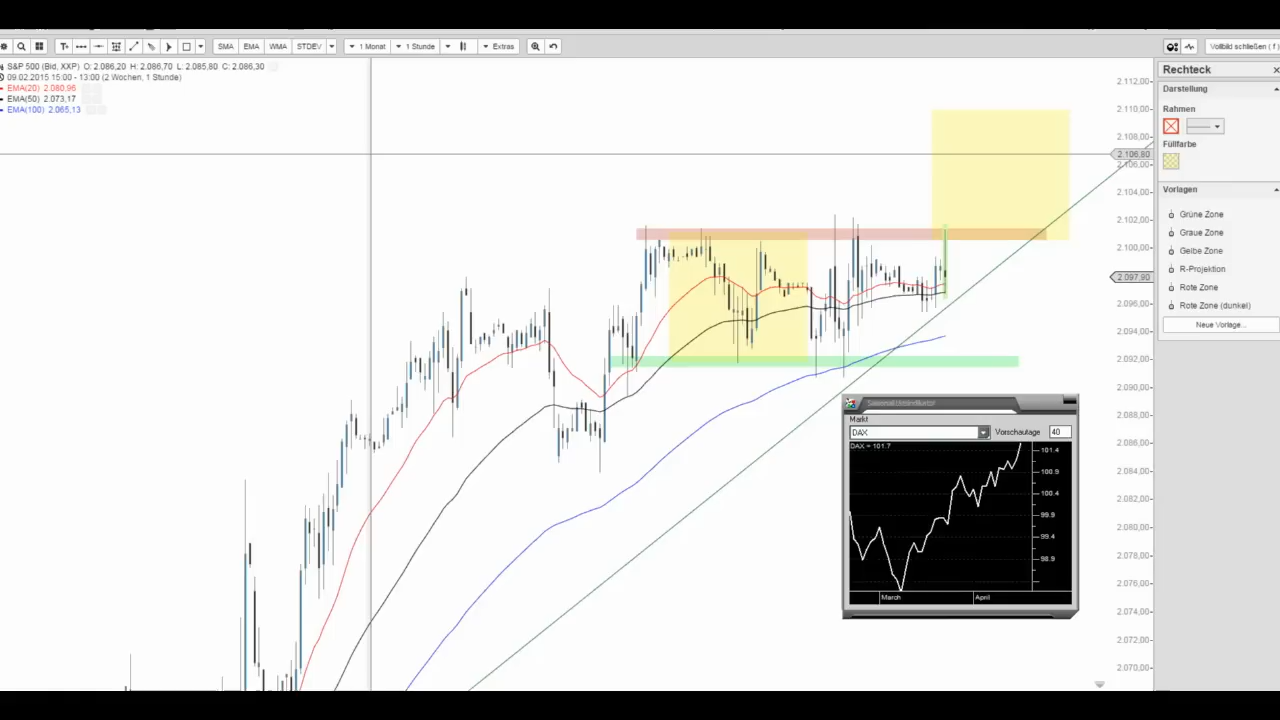 SMA EMA WMA STDEV 1 Monat 1 Stunde Extras Vollbild schließen ( f )
S&P 500 (Bid, XXP) O: 2.086,20 H: 2.086,70 L: 2.085,80 C: 2.086,30
09.02.2015 15:00 - 13:00 (2 Wochen, 1 Stunde)
EMA(20) 2.080,96
EMA(50) 2.073,17
EMA(100) 2.065,13
2.112,00
2.110,00
2.108,00
2.106,80
2.106,00
2.104,00
2.102,00
2.100,00
2.097,90
2.096,00
2.094,00
2.092,00
2.090,00
2.088,00
2.086,00
2.084,00
2.082,00
2.080,00
2.078,00
2.076,00
2.074,00
2.072,00
2.070,00
Rechteck
Darstellung
Rahmen
Füllfarbe
Vorlagen
Grüne Zone
Graue Zone
Gelbe Zone
R-Projektion
Rote Zone
Rote Zone (dunkel)
Neue Vorlage...
Markt
DAX Vorschautage 40
DAX = 101.7
101.4
100.9
100.4
99.9
99.4
98.9
March April